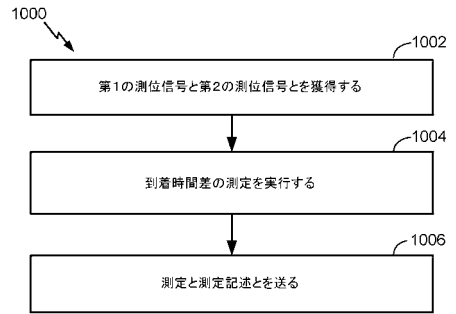 1000
1002
第1の測位信号と第2の測位信号とを獲得する
1004
到着時間差の測定を実行する
1006
測定と測定記述とを送る